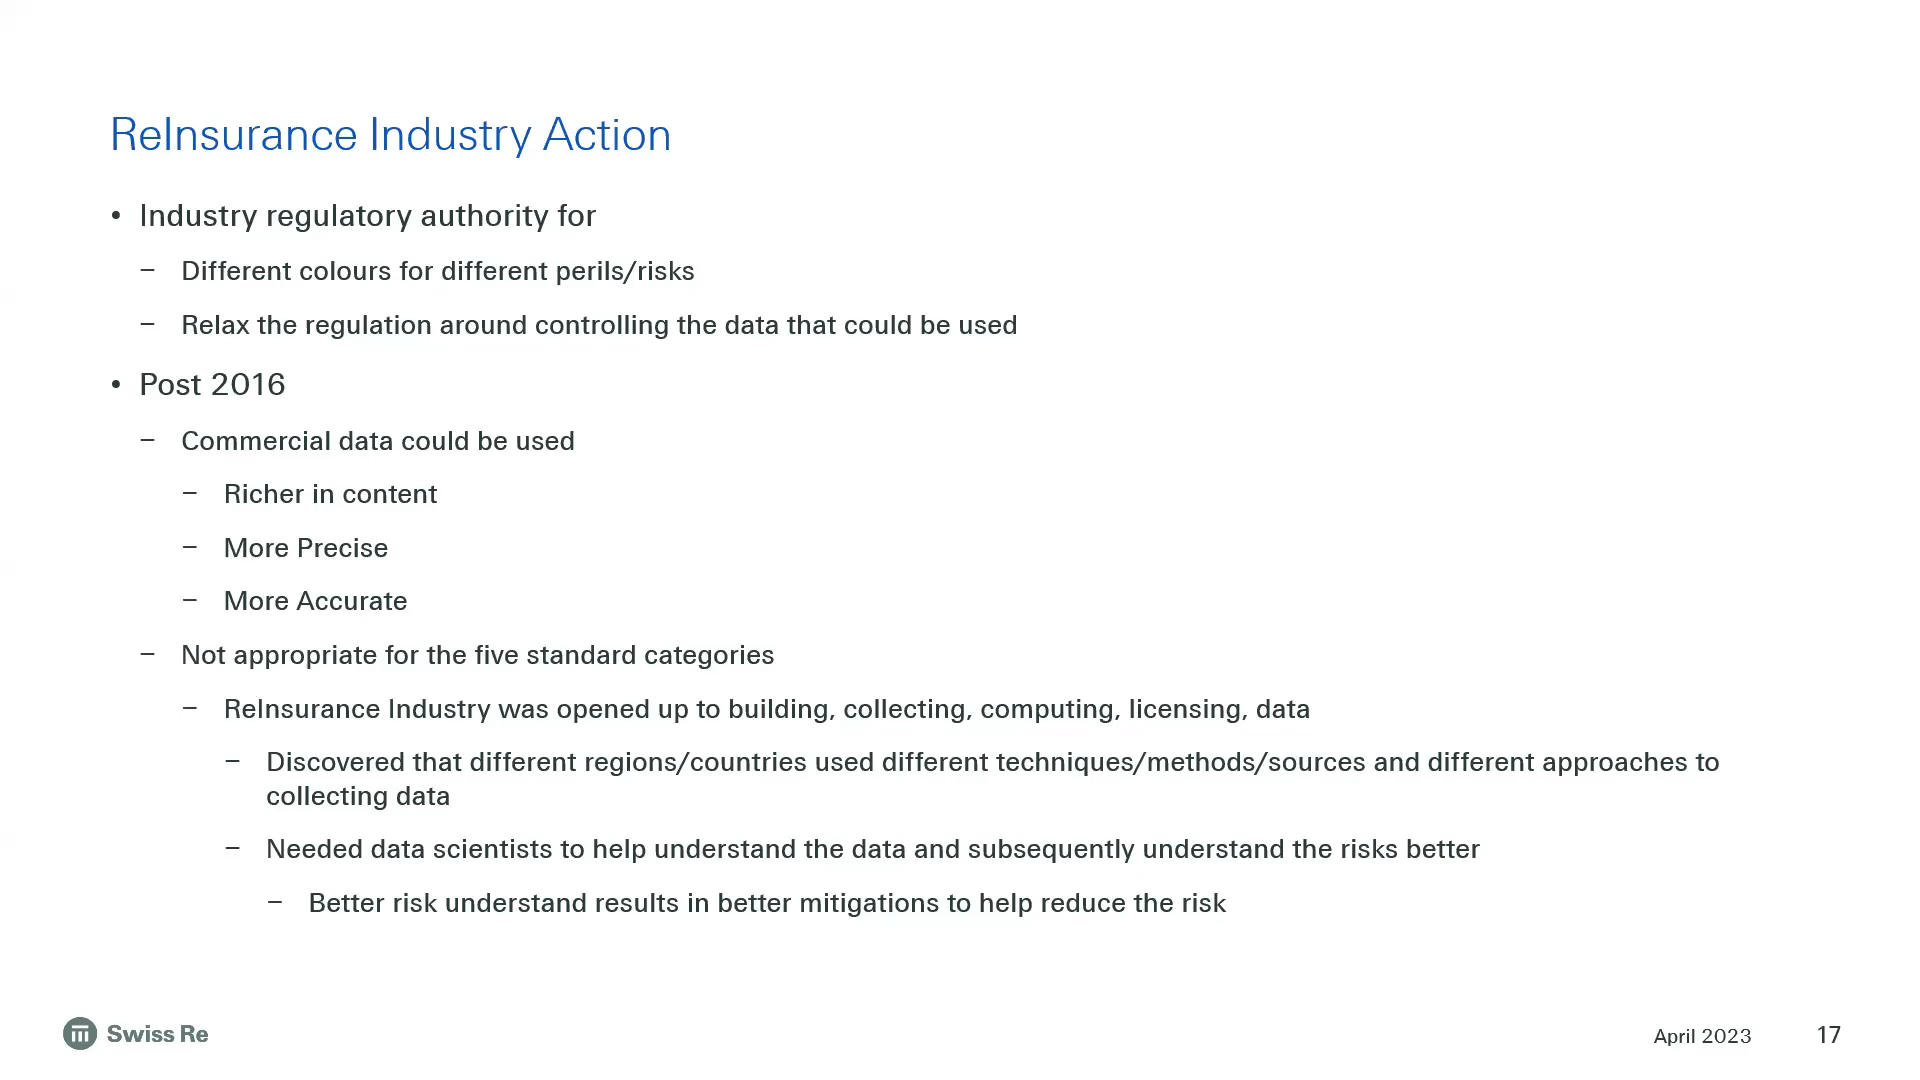 ReInsurance Industry Action
• Industry regulatory authority for
– Different colours for different perils/risks
– Relax the regulation around controlling the data that could be used
• Post 2016
– Commercial data could be used
– Richer in content
– More Precise
– More Accurate
– Not appropriate for the five standard categories
– ReInsurance Industry was opened up to building, collecting, computing, licensing, data
– Discovered that different regions/countries used different techniques/methods/sources and different approaches to
collecting data
– Needed data scientists to help understand the data and subsequently understand the risks better
– Better risk understand results in better mitigations to help reduce the risk
Swiss Re
April 2023
17